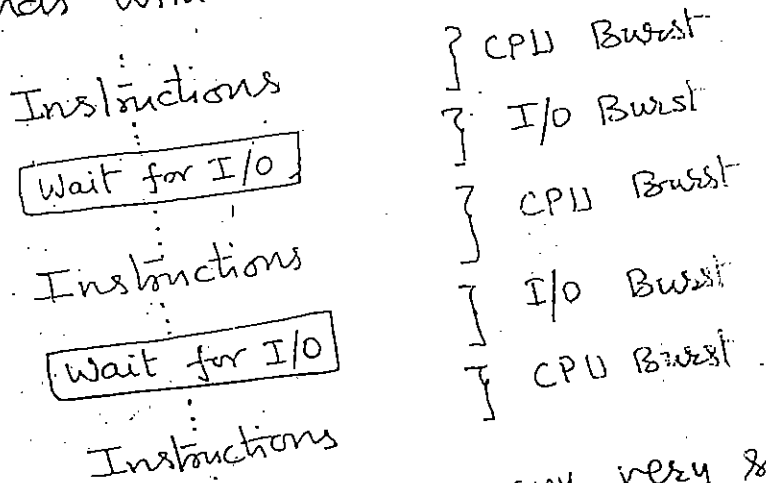 } CPU Burst
Instructions
} I/O Burst
Wait for I/O
} CPU Burst
Instructions
} I/O Burst
Wait for I/O
} CPU Burst
Instructions
very